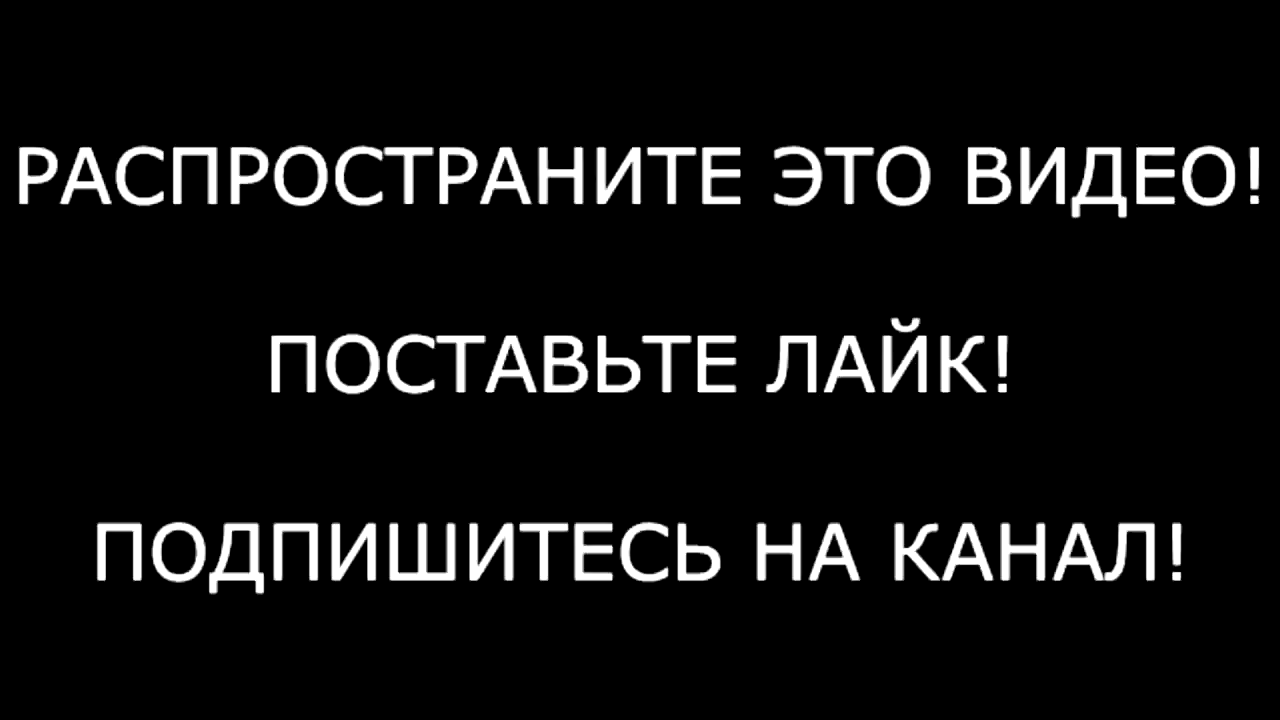 РАСПРОСТРАНИТЕ ЭТО ВИДЕО!
ПОСТАВЬТЕ ЛАЙК!
ПОДПИШИТЕСЬ НА КАНАЛ!